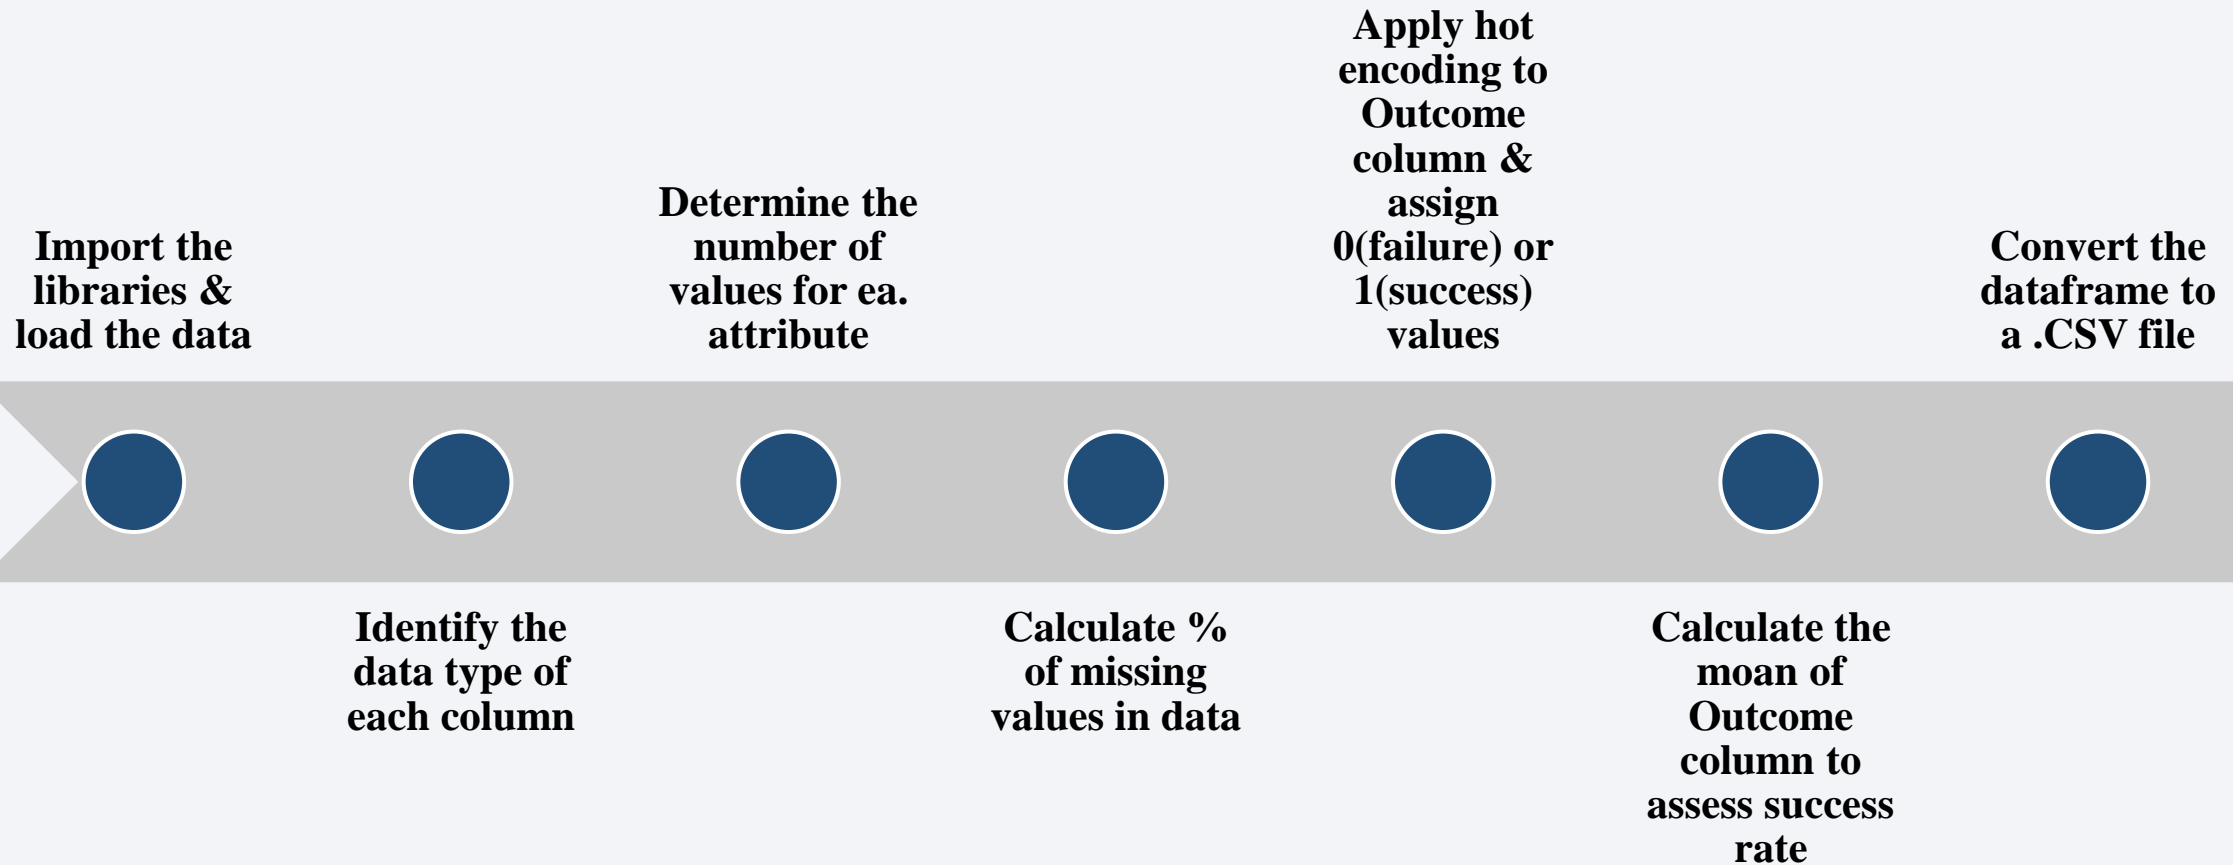 Import the
libraries &
load the data
Identify the
data type of
each column
Determine the
number of
values for ea.
attribute
Calculate %
of missing
values in data
Apply hot
encoding to
Outcome
column &
assign
0(failure) or
1(success)
values
Calculate the
moan of
Outcome
column to
assess success
rate
Convert the
dataframe to
a .CSV file